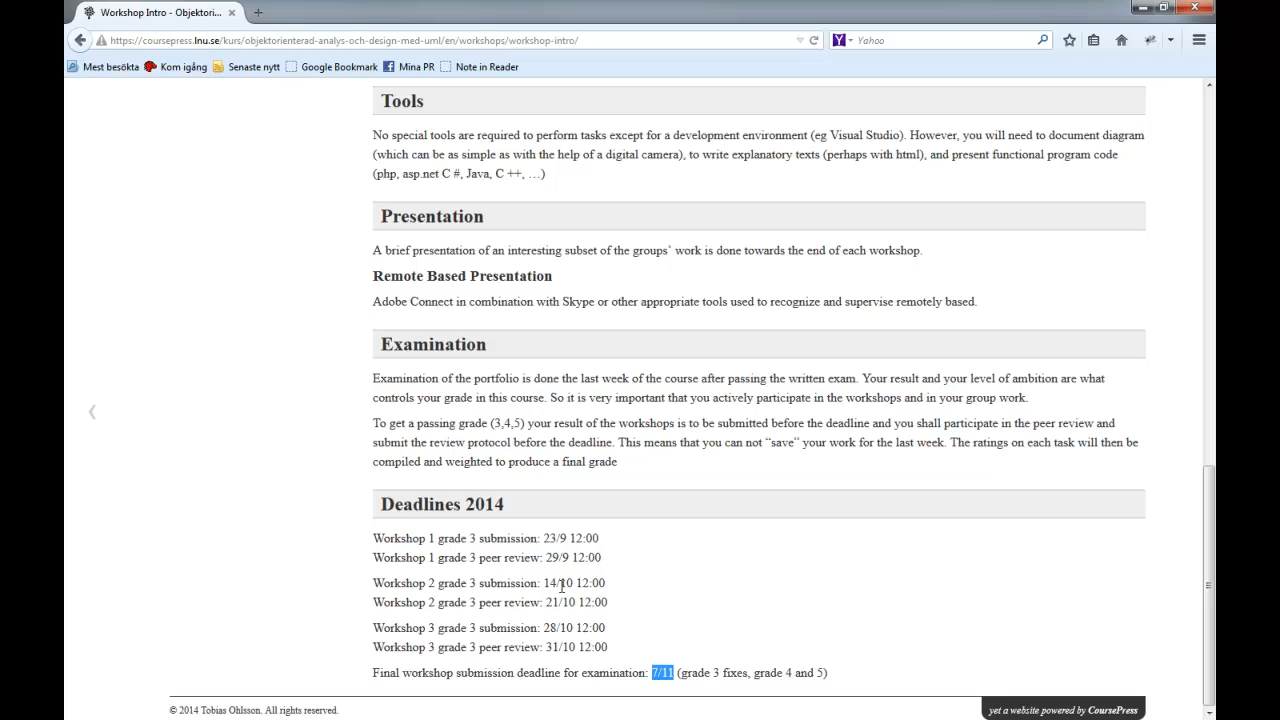 Workshop Intro - Objektori...
https://coursepress.lnu.se/kurs/objektorienterad-analys-och-design-med-uml/en/workshops/workshop-intro/
Yahoo
Mest besökta Kom igång Senaste nytt Google Bookmark Mina PR Note in Reader
Tools
No special tools are required to perform tasks except for a development environment (eg Visual Studio). However, you will need to document diagram
(which can be as simple as with the help of a digital camera), to write explanatory texts (perhaps with html), and present functional program code
(php, asp.net C #, Java, C ++, …)
Presentation
A brief presentation of an interesting subset of the groups` work is done towards the end of each workshop.
Remote Based Presentation
Adobe Connect in combination with Skype or other appropriate tools used to recognize and supervise remotely based.
Examination
Examination of the portfolio is done the last week of the course after passing the written exam. Your result and your level of ambition are what
controls your grade in this course. So it is very important that you actively participate in the workshops and in your group work.
To get a passing grade (3,4,5) your result of the workshops is to be submitted before the deadline and you shall participate in the peer review and
submit the review protocol before the deadline. This means that you can not “save” your work for the last week. The ratings on each task will then be
compiled and weighted to produce a final grade
Deadlines 2014
Workshop 1 grade 3 submission: 23/9 12:00
Workshop 1 grade 3 peer review: 29/9 12:00
Workshop 2 grade 3 submission: 14/10 12:00
Workshop 2 grade 3 peer review: 21/10 12:00
Workshop 3 grade 3 submission: 28/10 12:00
Workshop 3 grade 3 peer review: 31/10 12:00
Final workshop submission deadline for examination: 7/11 (grade 3 fixes, grade 4 and 5)
© 2014 Tobias Ohlsson. All rights reserved.
yet a website powered by CoursePress